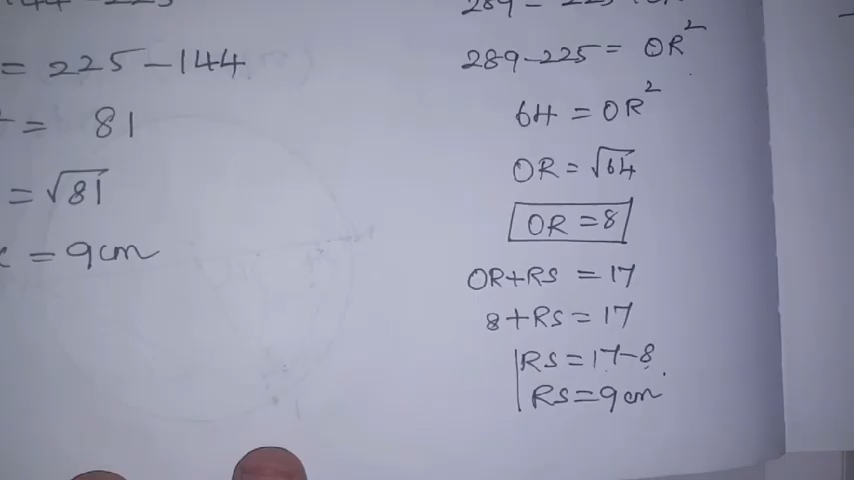 = 225 – 144
= 81
= √81
= 9cm
289 – 225 = OR²
64 = OR²
OR = √64
OR = 8
OR + RS = 17
8 + RS = 17
RS = 17 – 8
RS = 9cm